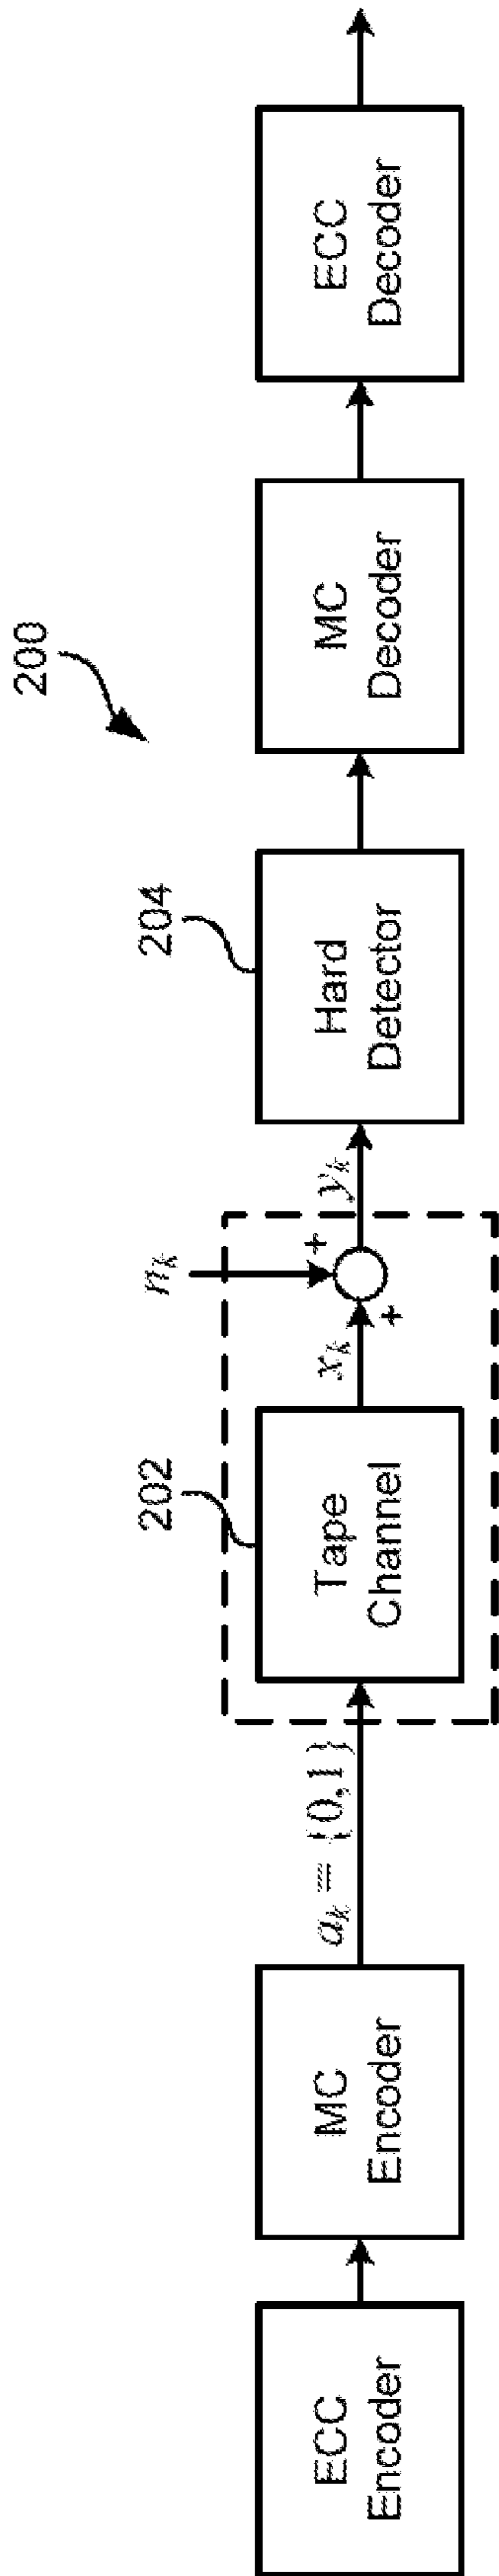 200
ECC
Encoder
MC
Encoder
a_k = {0,1}
202
Tape
Channel
x_k
+
+
n_k
y_k
204
Hard
Detector
MC
Decoder
ECC
Decoder